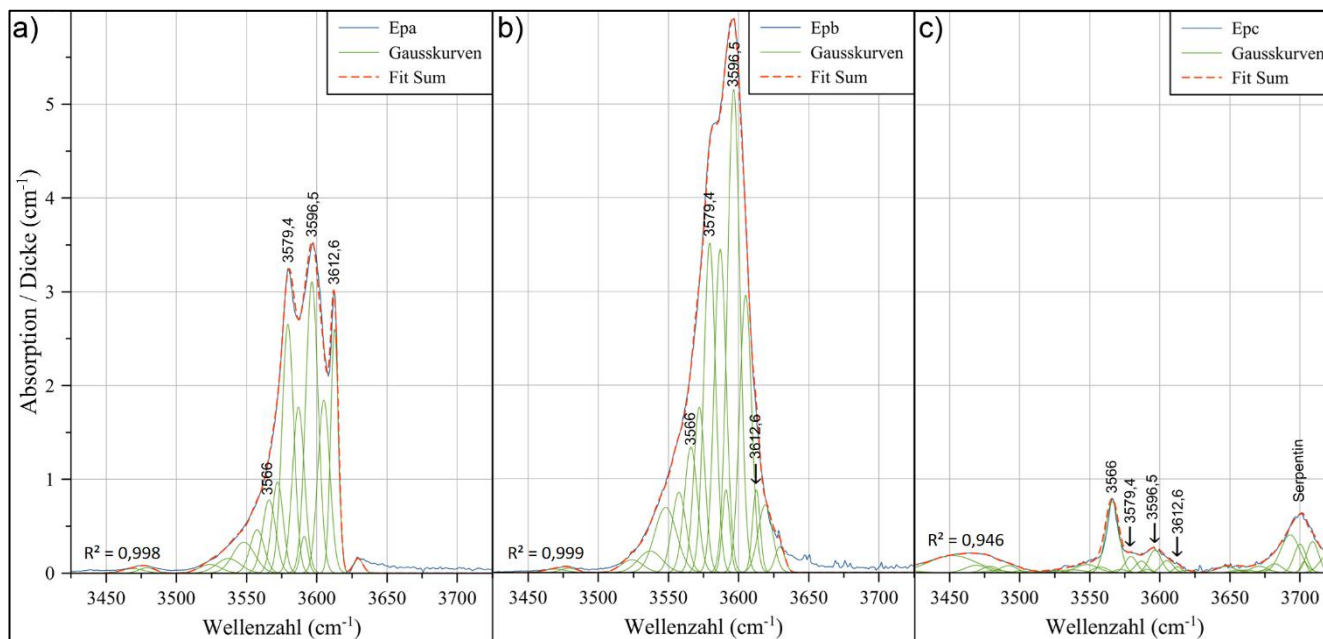 a)
Epa
Gausskurven
Fit Sum
b)
Epb
Gausskurven
Fit Sum
c)
Epc
Gausskurven
Fit Sum
Absorption / Dicke (cm-1)
5
4
3
2
1
0
3566
3579,4
3596,5
3612,6
R² = 0,998
3450 3500 3550 3600 3650 3700
Wellenzahl (cm-1)
3566
3579,4
3596,5
3612,6
R² = 0,999
3450 3500 3550 3600 3650 3700
Wellenzahl (cm-1)
3566
3579,4
3596,5
3612,6
Serpentin
R² = 0,946
3450 3500 3550 3600 3650 3700
Wellenzahl (cm-1)